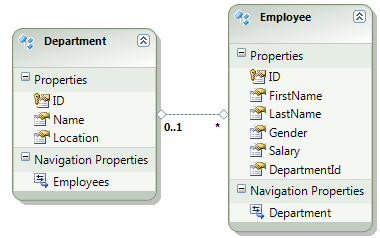 Department
Properties
ID
Name
Location
Navigation Properties
Employees
0..1
*
Employee
Properties
ID
FirstName
LastName
Gender
Salary
DepartmentId
Navigation Properties
Department